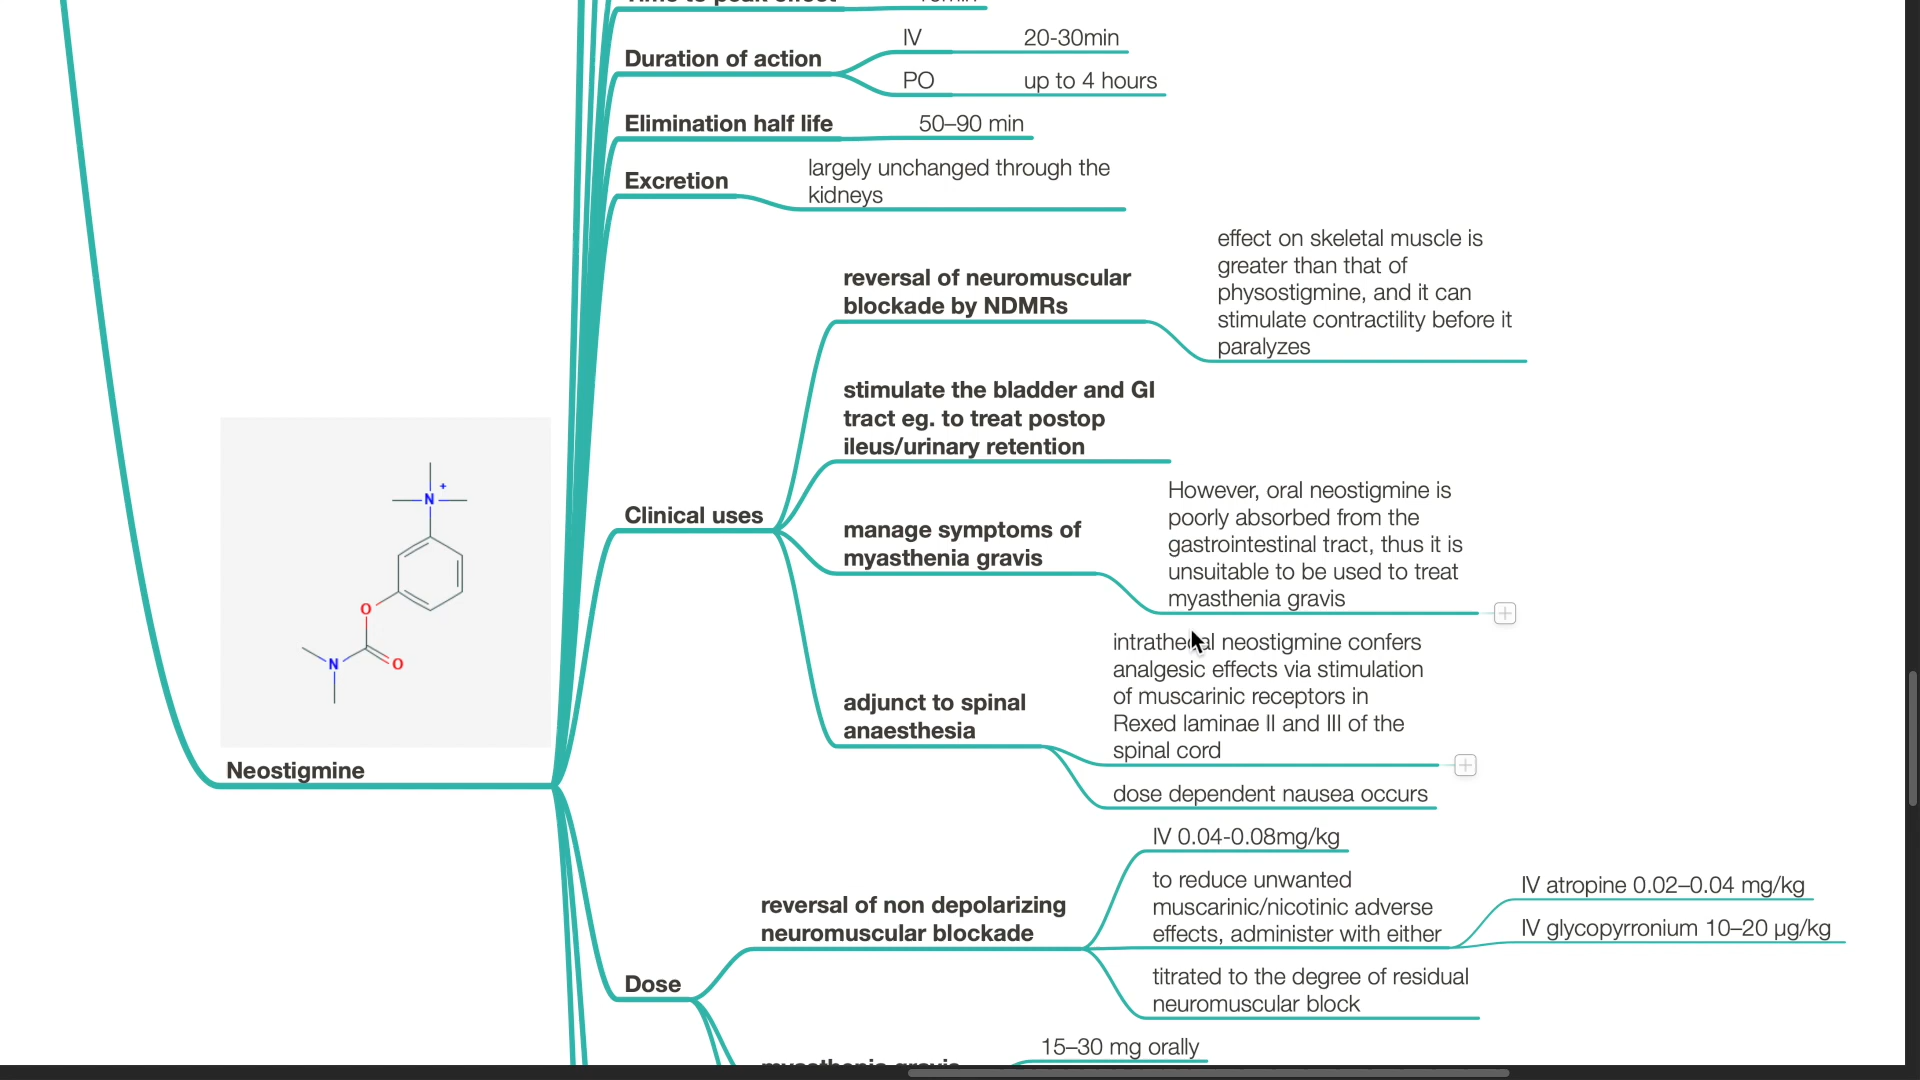 Time to peak effect
10min
Duration of action
IV
20-30min
PO
up to 4 hours
Elimination half life
50–90 min
Excretion
largely unchanged through the
kidneys
reversal of neuromuscular
blockade by NDMRs
effect on skeletal muscle is
greater than that of
physostigmine, and it can
stimulate contractility before it
paralyzes
stimulate the bladder and GI
tract eg. to treat postop
ileus/urinary retention
Clinical uses
manage symptoms of
myasthenia gravis
However, oral neostigmine is
poorly absorbed from the
gastrointestinal tract, thus it is
unsuitable to be used to treat
myasthenia gravis
adjunct to spinal
anaesthesia
intrathecal neostigmine confers
analgesic effects via stimulation
of muscarinic receptors in
Rexed laminae II and III of the
spinal cord
dose dependent nausea occurs
N
+
O
N
O
Neostigmine
Dose
reversal of non depolarizing
neuromuscular blockade
IV 0.04-0.08mg/kg
to reduce unwanted
muscarinic/nicotinic adverse
effects, administer with either
IV atropine 0.02–0.04 mg/kg
IV glycopyrronium 10–20 µg/kg
titrated to the degree of residual
neuromuscular block
myasthenia gravis
15–30 mg orally